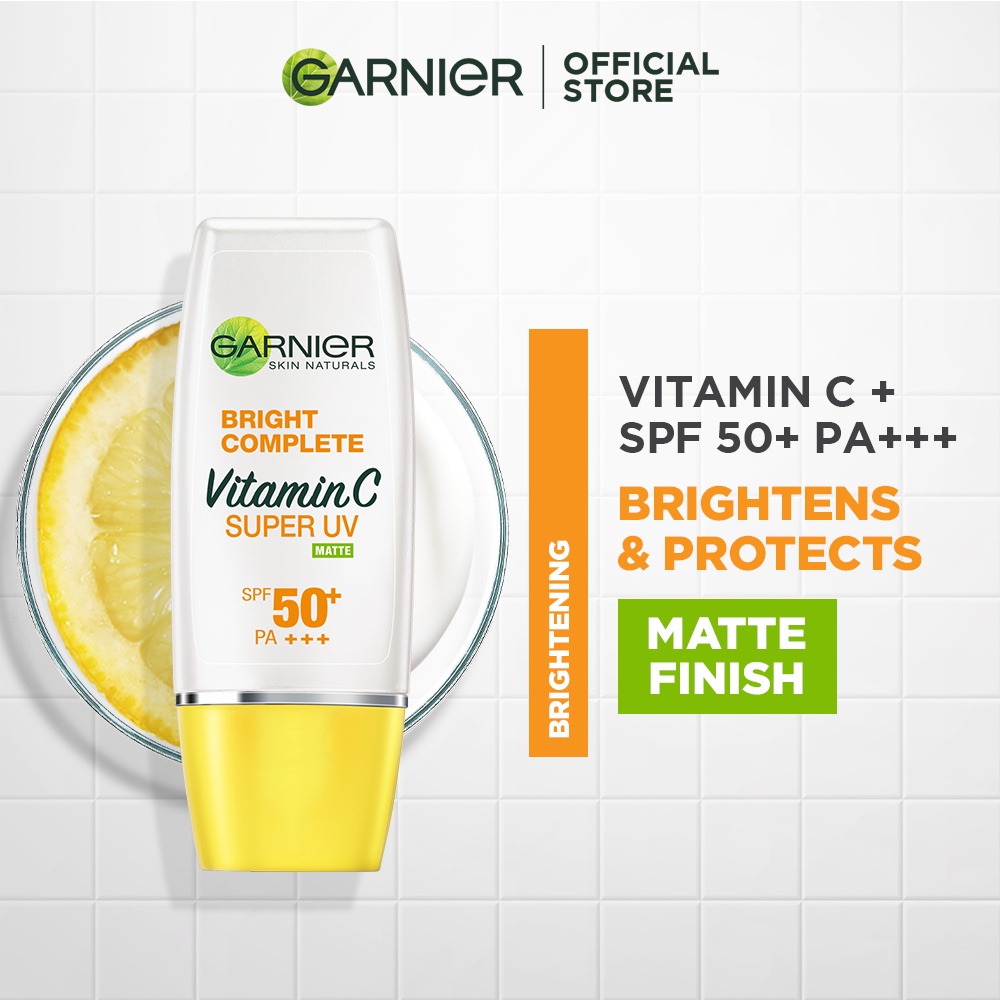 GARNIER
OFFICIAL
STORE
GARNIER
SKIN NATURALS
BRIGHT
COMPLETE
Vitamin C
SUPER UV
MATTE
SPF 50+
PA +++
BRIGHTENING
VITAMIN C +
SPF 50+ PA+++
BRIGHTENS
& PROTECTS
MATTE
FINISH